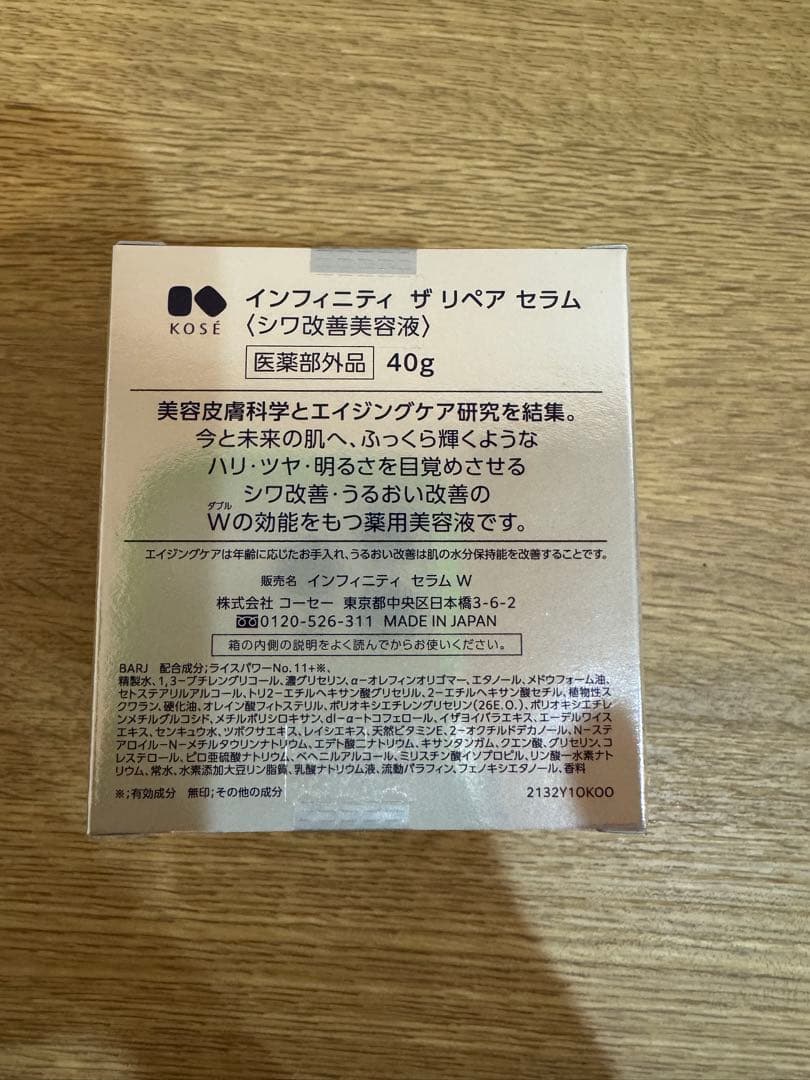 KOSÉ
インフィニティ ザ リペア セラム
〈シワ改善美容液〉
医薬部外品 40g
美容皮膚科学とエイジングケア研究を結集。
今と未来の肌へ、ふっくら輝くような
ハリ・ツヤ・明るさを目覚めさせる
シワ改善・うるおい改善の
ダブル
Wの効能をもつ薬用美容液です。
エイジングケアは年齢に応じたお手入れ、うるおい改善は肌の水分保持能を改善することです。
販売名 インフィニティ セラム W
株式会社 コーセー 東京都中央区日本橋3-6-2
0120-526-311 MADE IN JAPAN
箱の内側の説明をよく読んでからお使いください。
BARJ 配合成分;ライスパワーNo.11+※、
精製水、1,3-ブチレングリコール、濃グリセリン、α-オレフィンオリゴマー、エタノール、メドウフォーム油、
セトステアリルアルコール、トリ2-エチルヘキサン酸グリセリル、2-エチルヘキサン酸セチル、植物性ス
クワラン、硬化油、オレイン酸フィトステリル、ポリオキシエチレングリセリン(26E.O.)、ポリオキシエチレ
ンメチルグルコシド、メチルポリシロキサン、dl-α-トコフェロール、イザヨイバラエキス、エーデルワイス
エキス、センキュウ水、ツボクサエキス、レイシエキス、天然ビタミンE、2-オクチルドデカノール、N-ステ
アロイル-N-メチルタウリンナトリウム、エデト酸二ナトリウム、キサンタンガム、クエン酸、グリセリン、コ
レステロール、ピロ亜硫酸ナトリウム、ベヘニルアルコール、ミリスチン酸イソプロピル、リン酸一水素ナト
リウム、常水、水素添加大豆リン脂質、乳酸ナトリウム液、流動パラフィン、フェノキシエタノール、香料
※;有効成分 無印;その他の成分 2132Y10KOO